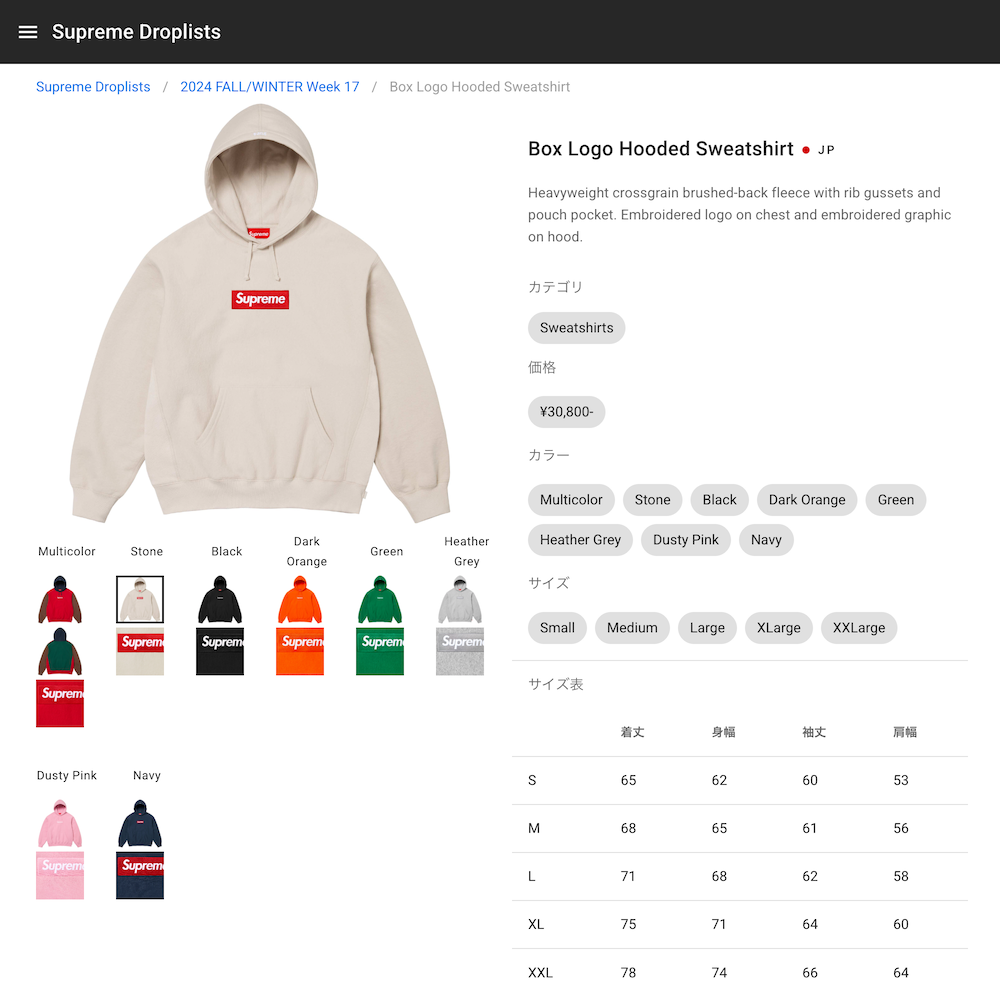 Supreme Droplists
Supreme Droplists / 2024 FALL/WINTER Week 17 / Box Logo Hooded Sweatshirt
Supreme
Supreme
Multicolor Stone Black Dark Orange Green Heather Grey
Supreme Supreme Supreme Supreme Supreme
Supreme
Dusty Pink Navy
Supreme Supreme
Box Logo Hooded Sweatshirt JP
Heavyweight crossgrain brushed-back fleece with rib gussets and
pouch pocket. Embroidered logo on chest and embroidered graphic
on hood.
カテゴリ
Sweatshirts
価格
¥30,800-
カラー
Multicolor Stone Black Dark Orange Green
Heather Grey Dusty Pink Navy
サイズ
Small Medium Large XLarge XXLarge
サイズ表
着丈 身幅 袖丈 肩幅
S 65 62 60 53
M 68 65 61 56
L 71 68 62 58
XL 75 71 64 60
XXL 78 74 66 64